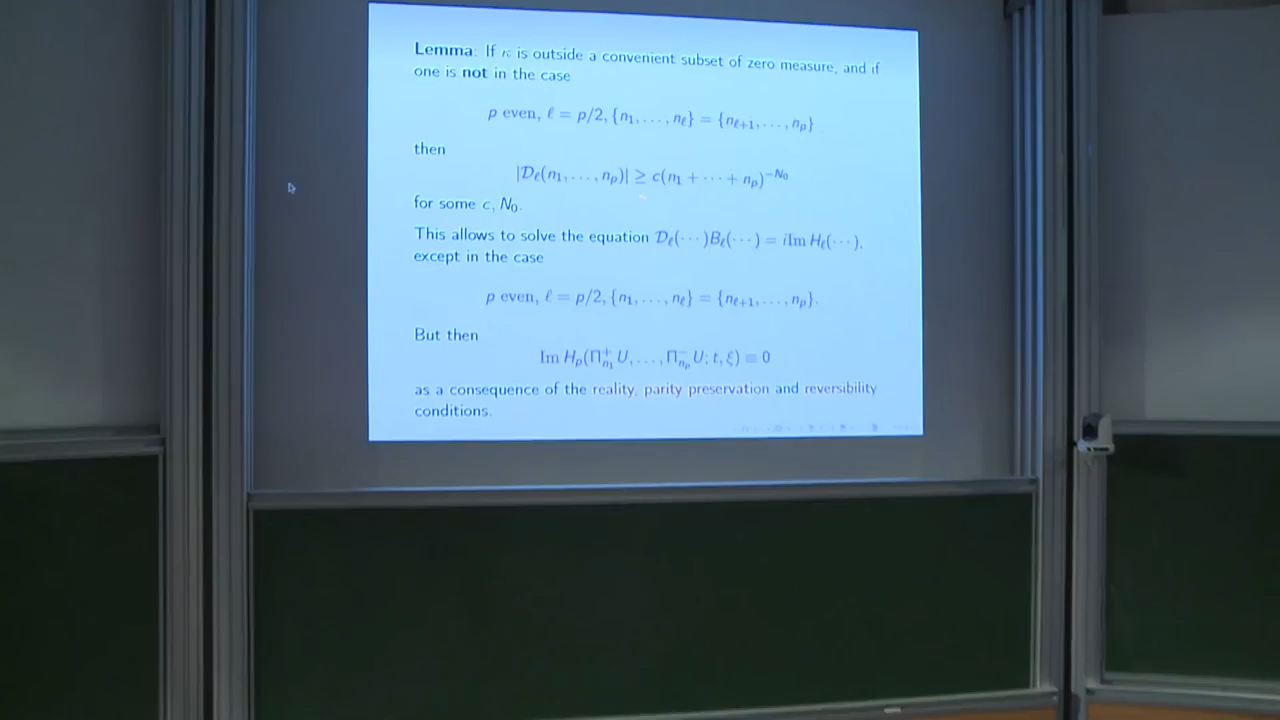 Lemma: If κ is outside a convenient subset of zero measure, and if
one is not in the case
p even, ℓ = p/2, {n₁, . . . , nℓ} = {nℓ₊₁, . . . , nₚ}
then
|𝒟ℓ(n₁, . . . , nₚ)| ≥ c(n₁ + · · · + nₚ)^{−N₀}
for some c, N₀.
This allows to solve the equation 𝒟ℓ(· · ·)Bℓ(· · ·) = iIm Hℓ(· · ·),
except in the case
p even, ℓ = p/2, {n₁, . . . , nℓ} = {nℓ₊₁, . . . , nₚ}.
But then
Im Hₚ(Π⁺_{n₁}U, . . . , Π⁻_{nₚ}U; t, ξ) ≡ 0
as a consequence of the reality, parity preservation and reversibility
conditions.